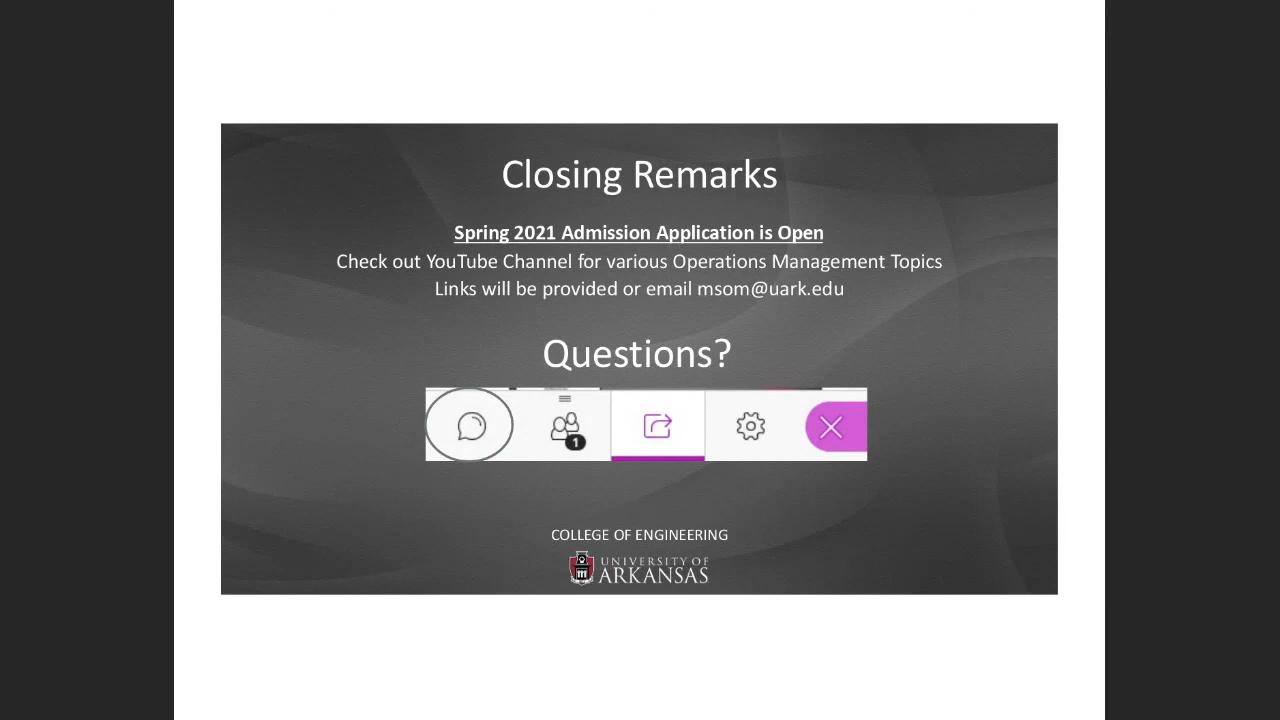 Closing Remarks
Spring 2021 Admission Application is Open
Check out YouTube Channel for various Operations Management Topics
Links will be provided or email msom@uark.edu
Questions?
1
COLLEGE OF ENGINEERING
UNIVERSITY OF
ARKANSAS